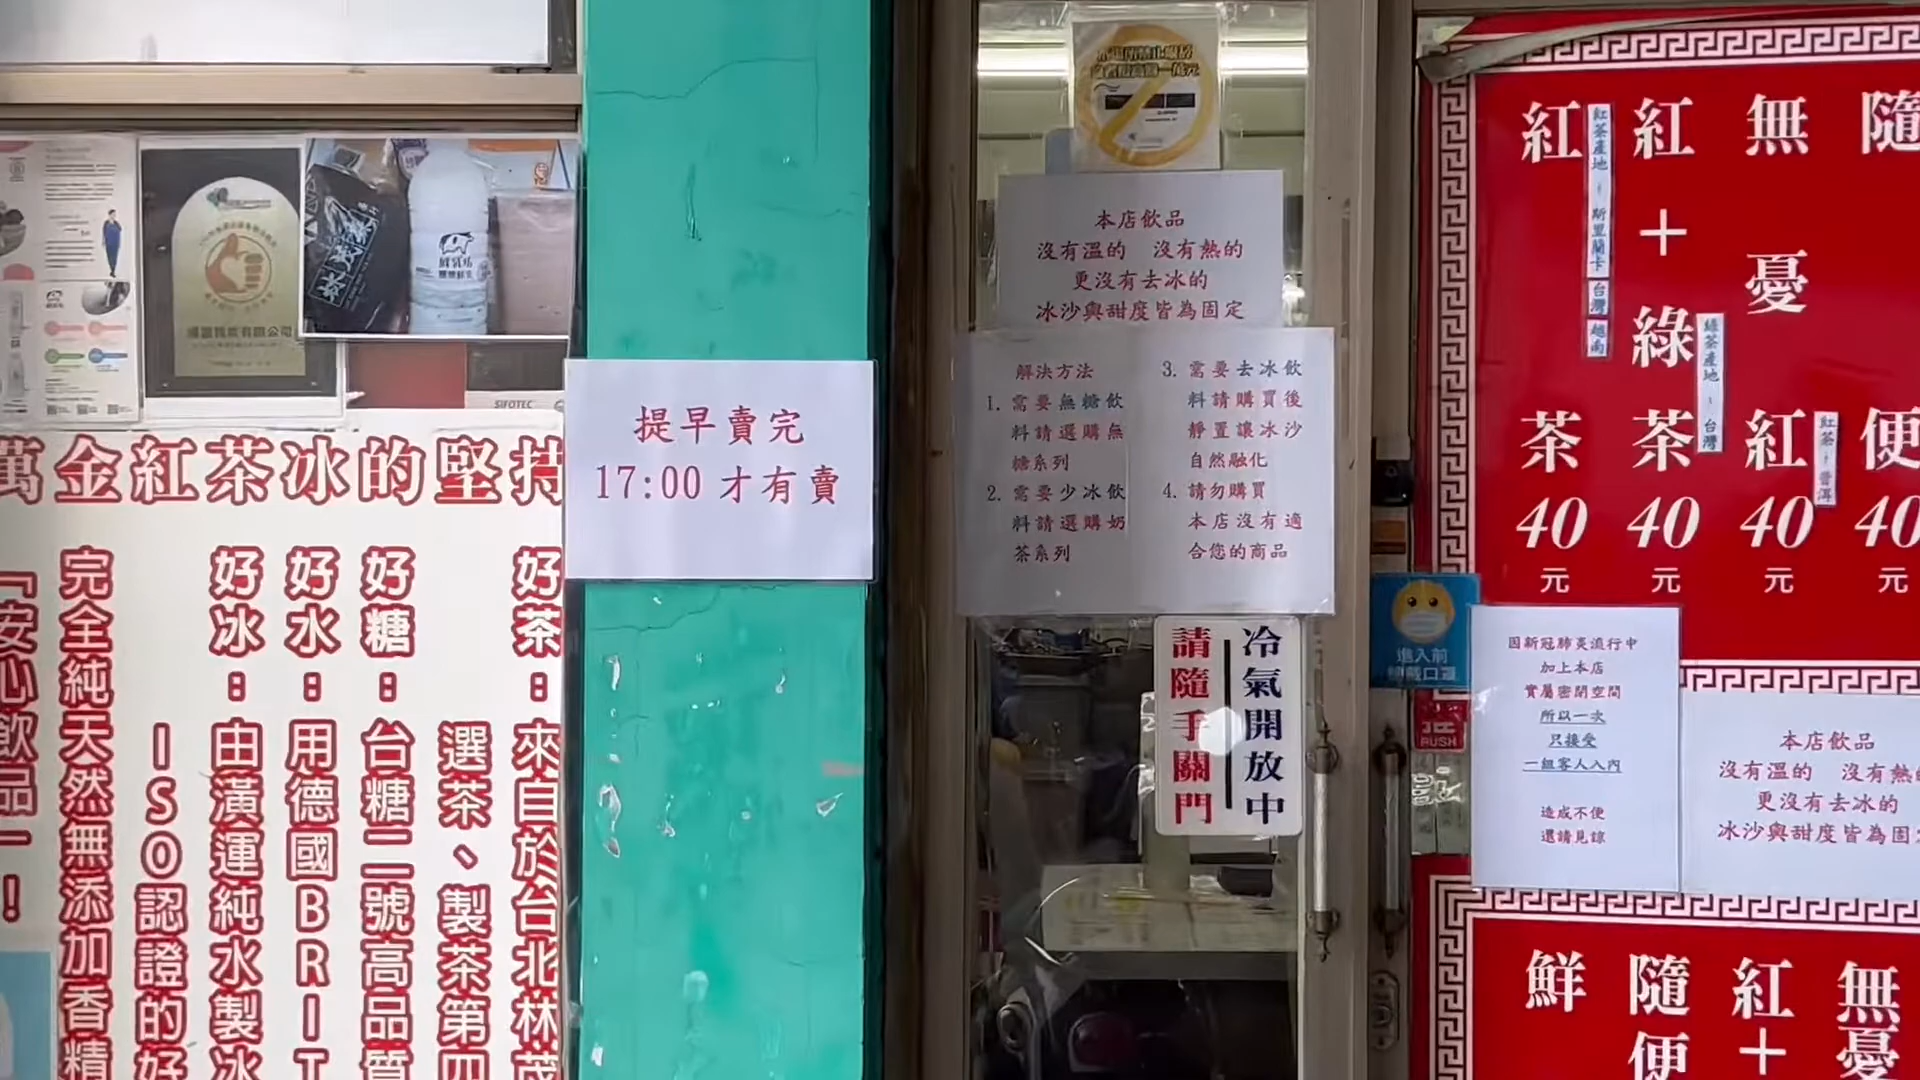 SIFOTEC
萬金紅茶冰的堅持
好茶：來自於台北林茂
選茶、製茶第四
好糖：台糖二號高品質
好水：用德國BRIT
好冰：由潢運純水製冰
ISO認證的好
完全純天然無添加香精
「安心飲品」！
提早賣完
17:00 才有賣
本店飲品
沒有溫的 沒有熱的
更沒有去冰的
冰沙與甜度皆為固定
解決方法
1. 需要無糖飲
料請選購無
糖系列
2. 需要少冰飲
料請選購奶
茶系列
3. 需要去冰飲
料請購買後
靜置讓冰沙
自然融化
4. 請勿購買
本店沒有適
合您的商品
冷氣開放中
請隨手關門
進入前
推 PUSH
紅茶 40元
紅茶產地：斯里蘭卡 台灣 越南
紅＋綠茶 40元
綠茶產地：台灣
無憂紅 40元
紅茶：普洱
隨便 40元
因新冠肺炎流行中
加上本店
實屬密閉空間
所以一次
只接受
一組客人入內
造成不便
還請見諒
本店飲品
沒有溫的 沒有熱的
更沒有去冰的
冰沙與甜度皆為固定
鮮
隨便
紅＋
無憂